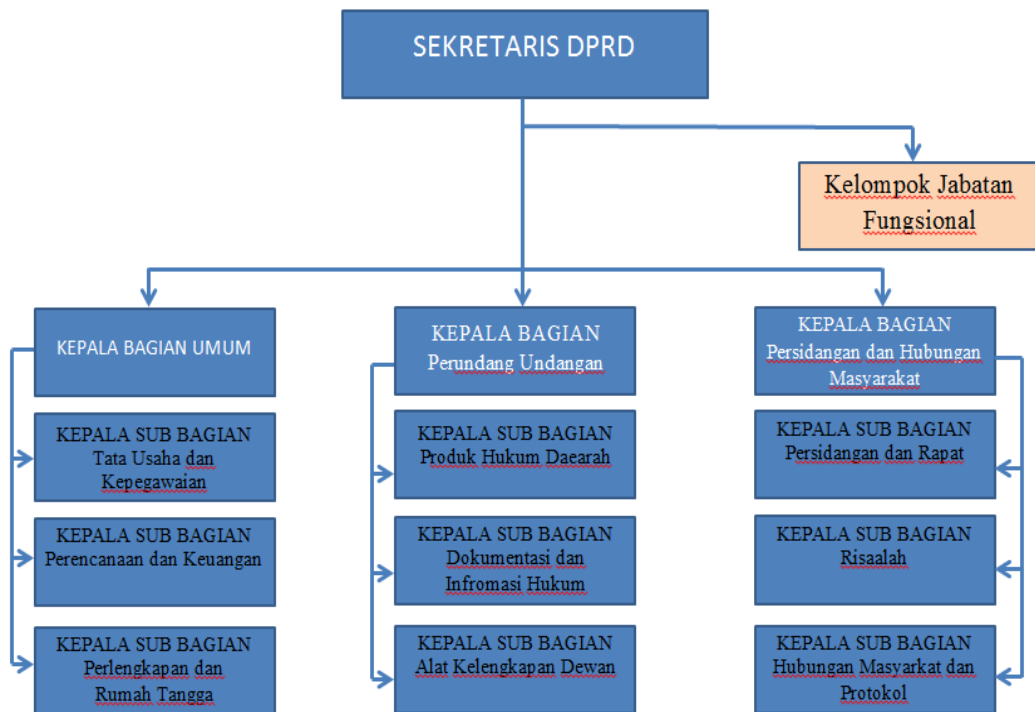 SEKRETARIS DPRD
Kelompok Jabatan
Fungsional
KEPALA BAGIAN UMUM
KEPALA BAGIAN
Perundang Undangan
KEPALA BAGIAN
Persidangan dan Hubungan
Masyarakat
KEPALA SUB BAGIAN
Tata Usaha dan
Kepegawaian
KEPALA SUB BAGIAN
Produk Hukum Daearah
KEPALA SUB BAGIAN
Persidangan dan Rapat
KEPALA SUB BAGIAN
Perencanaan dan Keuangan
KEPALA SUB BAGIAN
Dokumentasi dan
Infromasi Hukum
KEPALA SUB BAGIAN
Risaalah
KEPALA SUB BAGIAN
Perlengkapan dan
Rumah Tangga
KEPALA SUB BAGIAN
Alat Kelengkapan Dewan
KEPALA SUB BAGIAN
Hubungan Masyarkat dan
Protokol